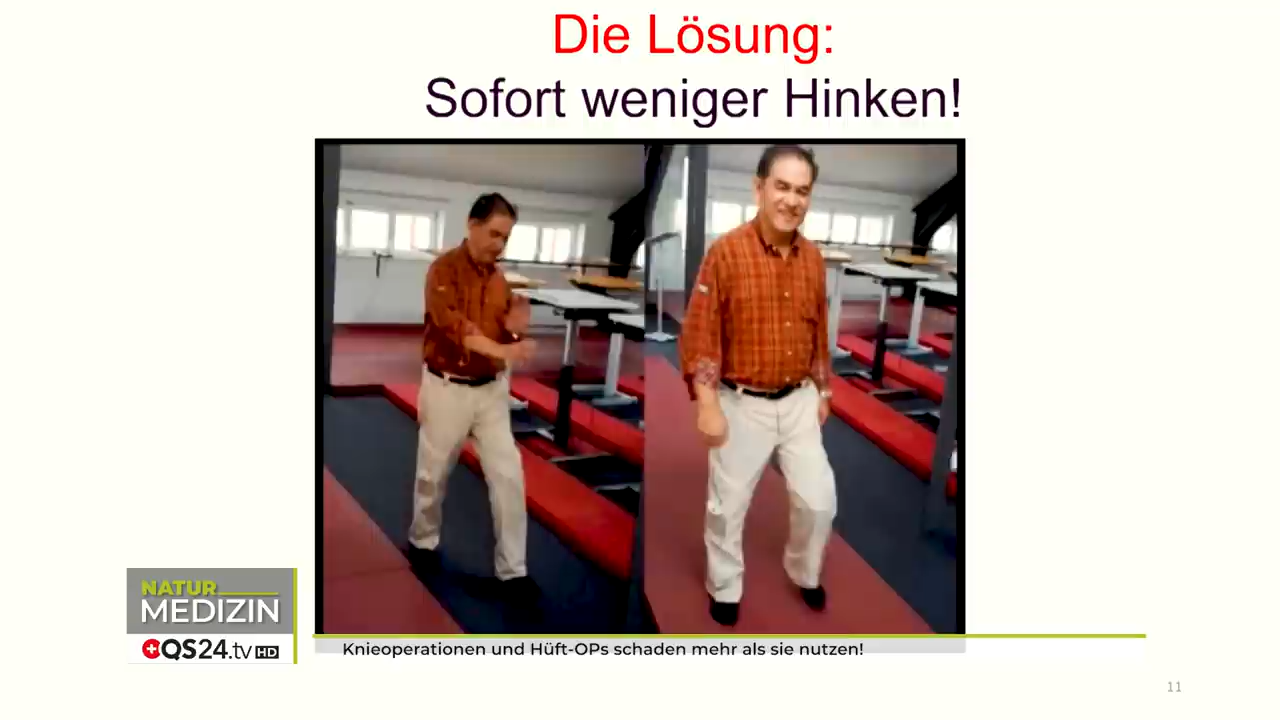 Die Lösung:
Sofort weniger Hinken!
NATUR
MEDIZIN
QS24.tv HD
Knieoperationen und Hüft-OPs schaden mehr als sie nutzen!
11